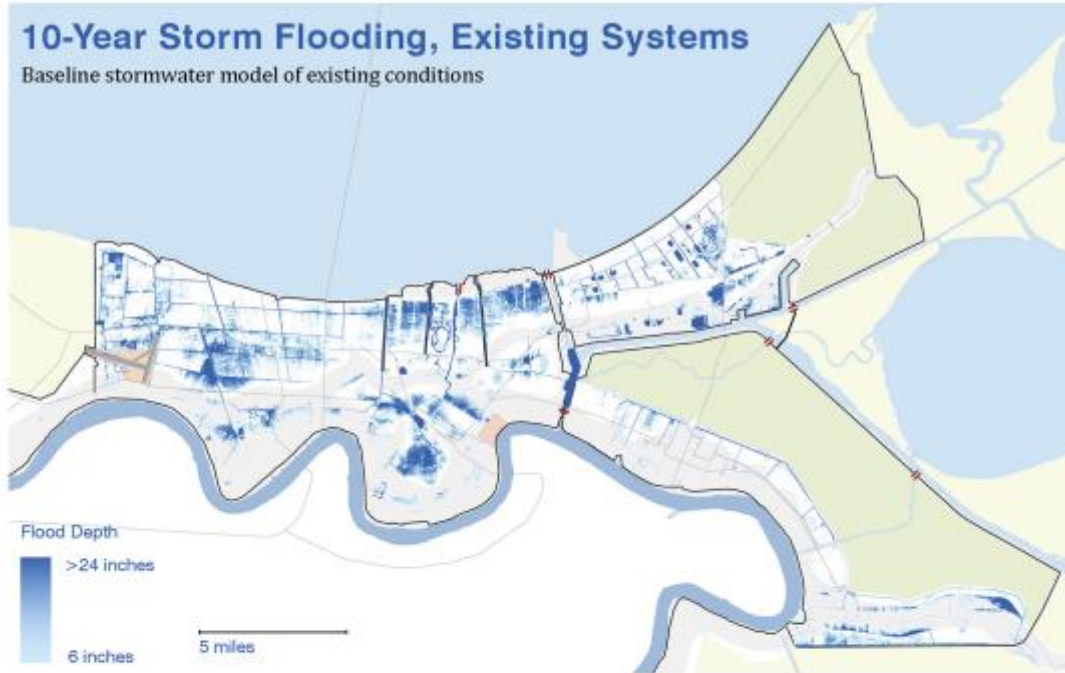 10-Year Storm Flooding, Existing Systems
Baseline stormwater model of existing conditions
Flood Depth
>24 inches
6 inches
5 miles